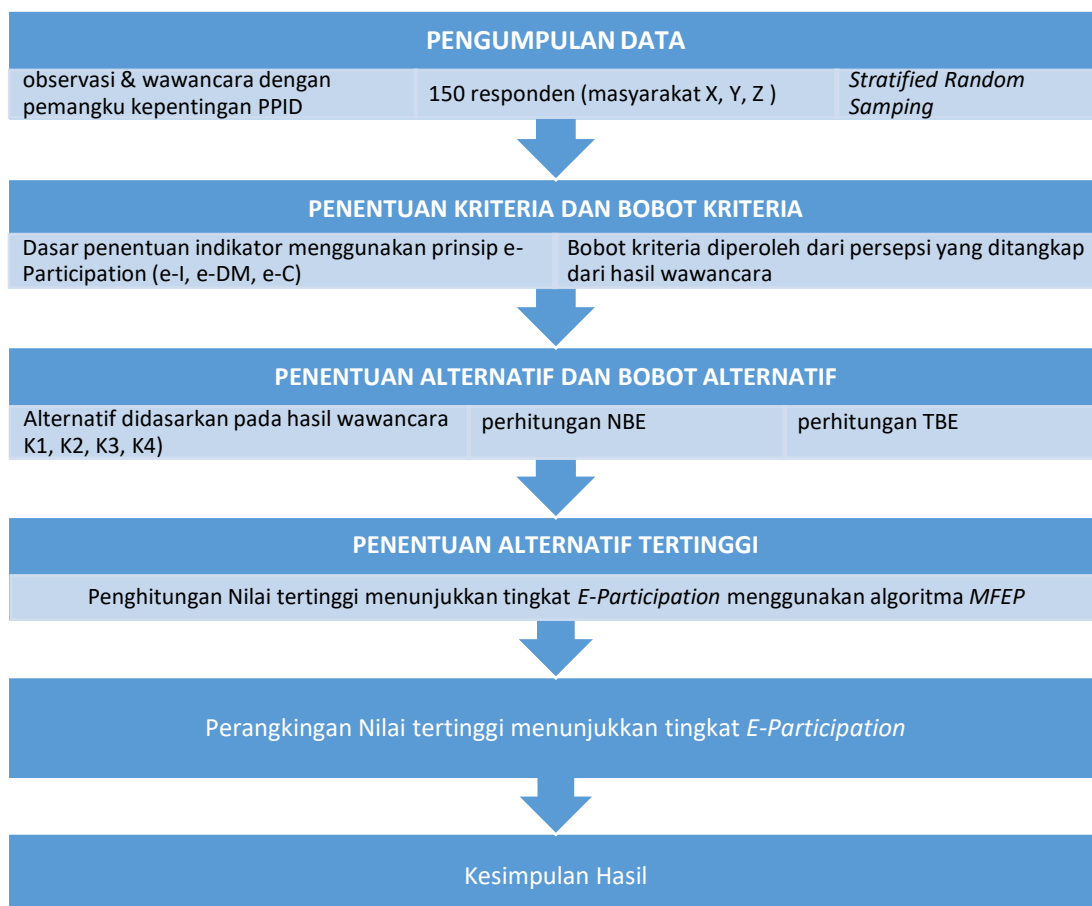 PENGUMPULAN DATA
observasi & wawancara dengan
pemangku kepentingan PPID
150 responden (masyarakat X, Y, Z )
Stratified Random
Samping
PENENTUAN KRITERIA DAN BOBOT KRITERIA
Dasar penentuan indikator menggunakan prinsip e-
Participation (e-I, e-DM, e-C)
Bobot kriteria diperoleh dari persepsi yang ditangkap
dari hasil wawancara
PENENTUAN ALTERNATIF DAN BOBOT ALTERNATIF
Alternatif didasarkan pada hasil wawancara
K1, K2, K3, K4)
perhitungan NBE
perhitungan TBE
PENENTUAN ALTERNATIF TERTINGGI
Penghitungan Nilai tertinggi menunjukkan tingkat E-Participation menggunakan algoritma MFEP
Perangkingan Nilai tertinggi menunjukkan tingkat E-Participation
Kesimpulan Hasil